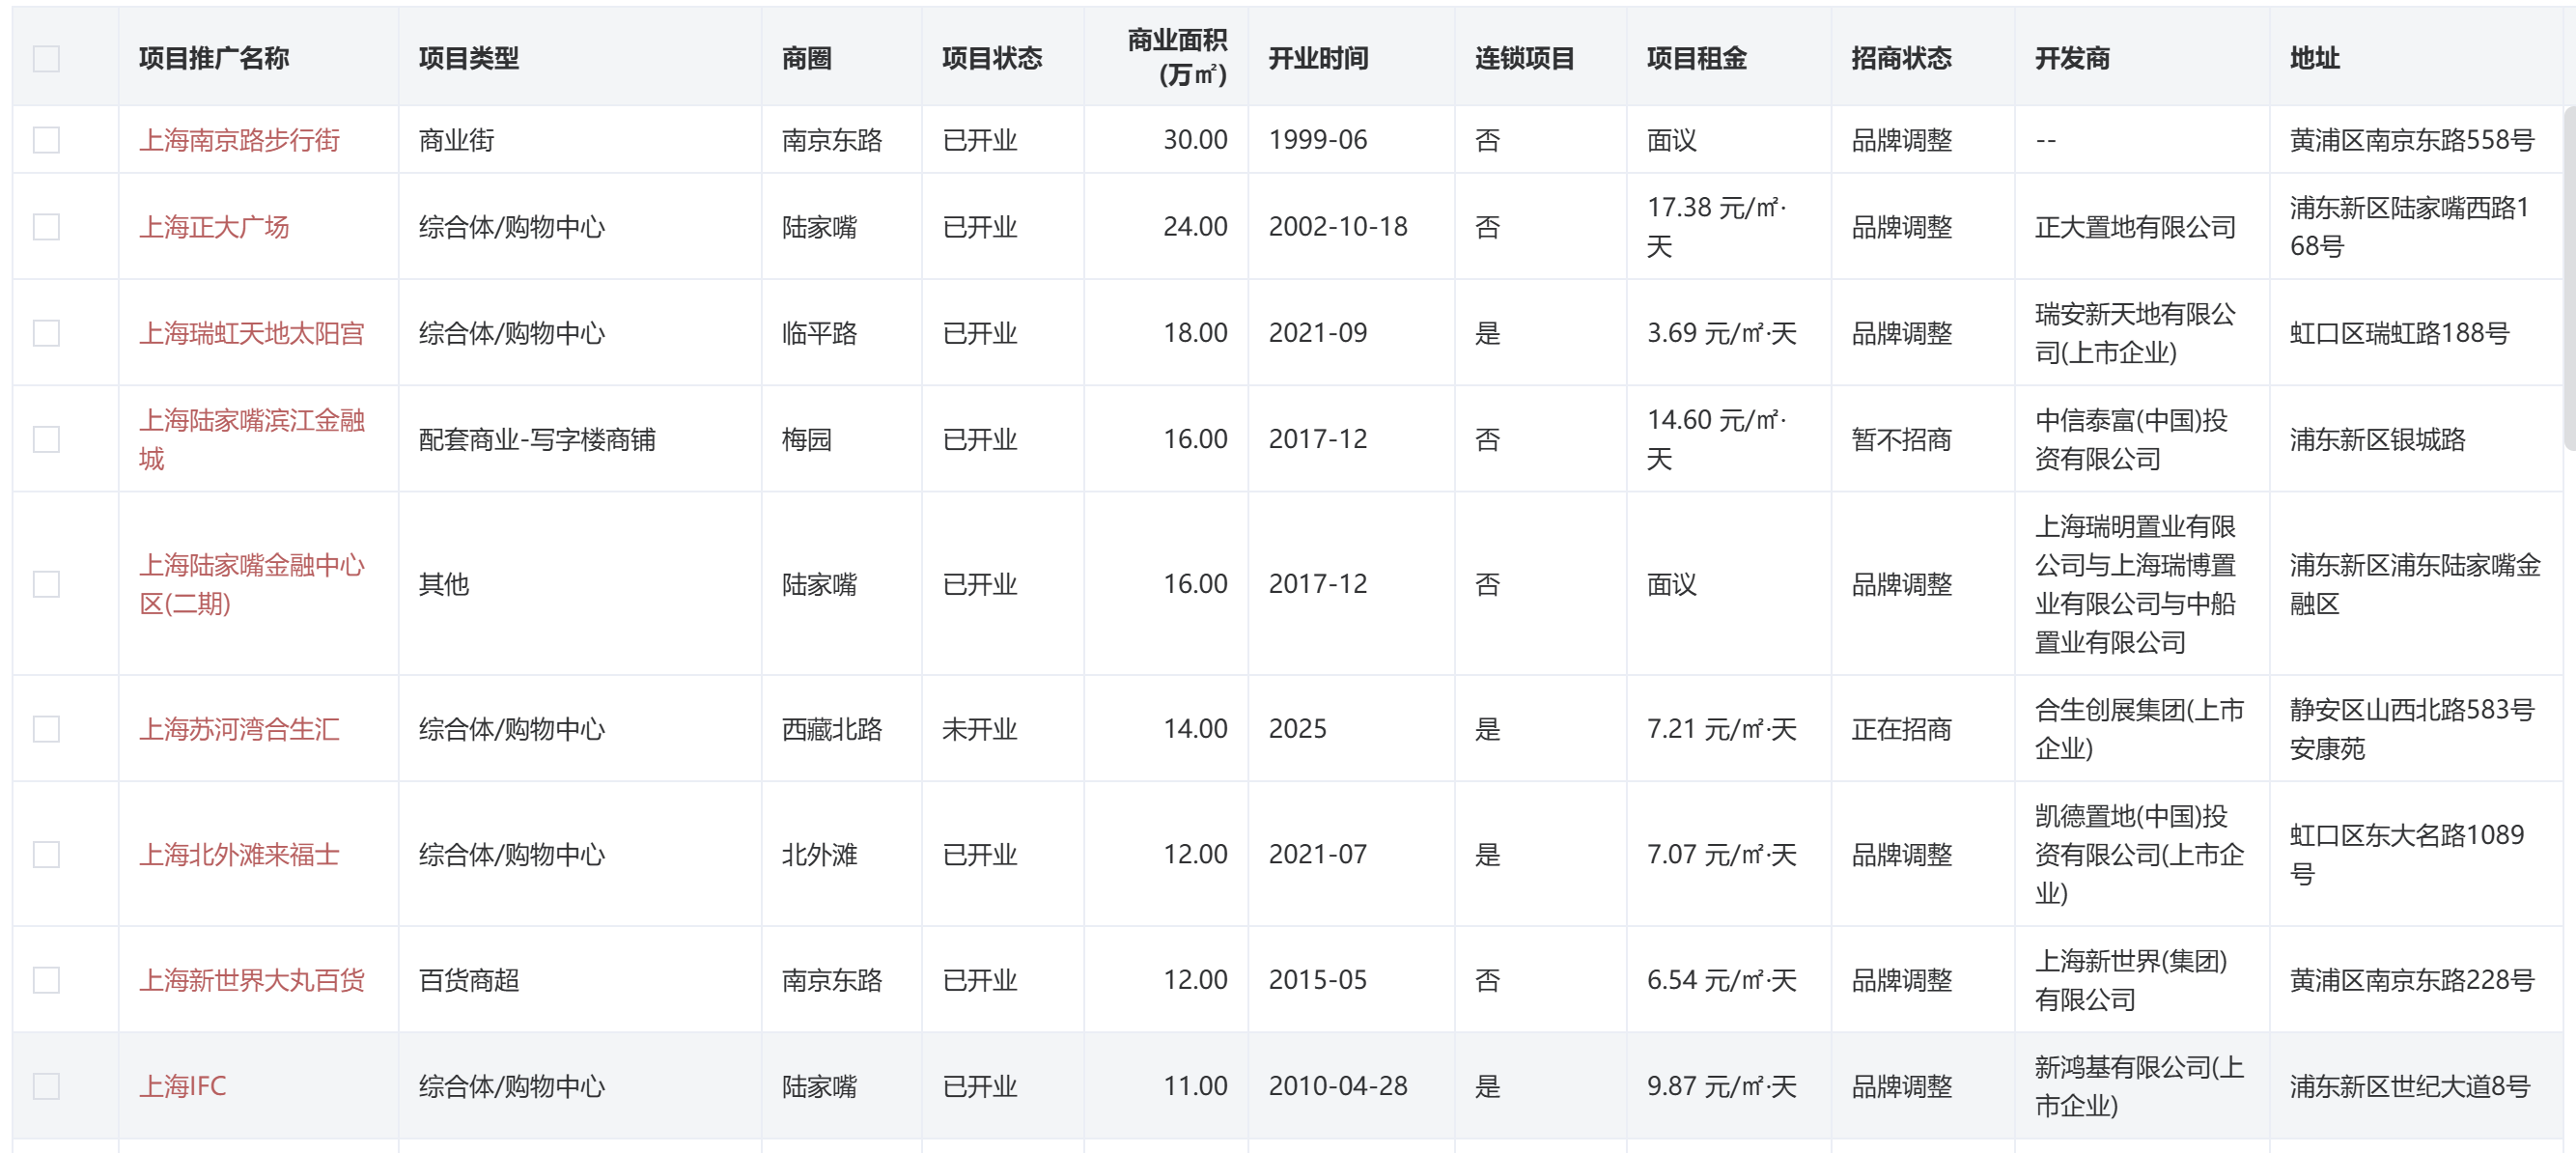 项目推广名称 项目类型 商圈 项目状态 商业面积(万㎡) 开业时间 连锁项目 项目租金 招商状态 开发商 地址
上海南京路步行街 商业街 南京东路 已开业 30.00 1999-06 否 面议 品牌调整 -- 黄浦区南京东路558号
上海正大广场 综合体/购物中心 陆家嘴 已开业 24.00 2002-10-18 否 17.38 元/㎡·天 品牌调整 正大置地有限公司 浦东新区陆家嘴西路168号
上海瑞虹天地太阳宫 综合体/购物中心 临平路 已开业 18.00 2021-09 是 3.69 元/㎡·天 品牌调整 瑞安新天地有限公司(上市企业) 虹口区瑞虹路188号
上海陆家嘴滨江金融城 配套商业-写字楼商铺 梅园 已开业 16.00 2017-12 否 14.60 元/㎡·天 暂不招商 中信泰富(中国)投资有限公司 浦东新区银城路
上海陆家嘴金融中心区(二期) 其他 陆家嘴 已开业 16.00 2017-12 否 面议 品牌调整 上海瑞明置业有限公司与上海瑞博置业有限公司与中船置业有限公司 浦东新区浦东陆家嘴金融区
上海苏河湾合生汇 综合体/购物中心 西藏北路 未开业 14.00 2025 是 7.21 元/㎡·天 正在招商 合生创展集团(上市企业) 静安区山西北路583号安康苑
上海北外滩来福士 综合体/购物中心 北外滩 已开业 12.00 2021-07 是 7.07 元/㎡·天 品牌调整 凯德置地(中国)投资有限公司(上市企业) 虹口区东大名路1089号
上海新世界大丸百货 百货商超 南京东路 已开业 12.00 2015-05 否 6.54 元/㎡·天 品牌调整 上海新世界(集团)有限公司 黄浦区南京东路228号
上海IFC 综合体/购物中心 陆家嘴 已开业 11.00 2010-04-28 是 9.87 元/㎡·天 品牌调整 新鸿基有限公司(上市企业) 浦东新区世纪大道8号